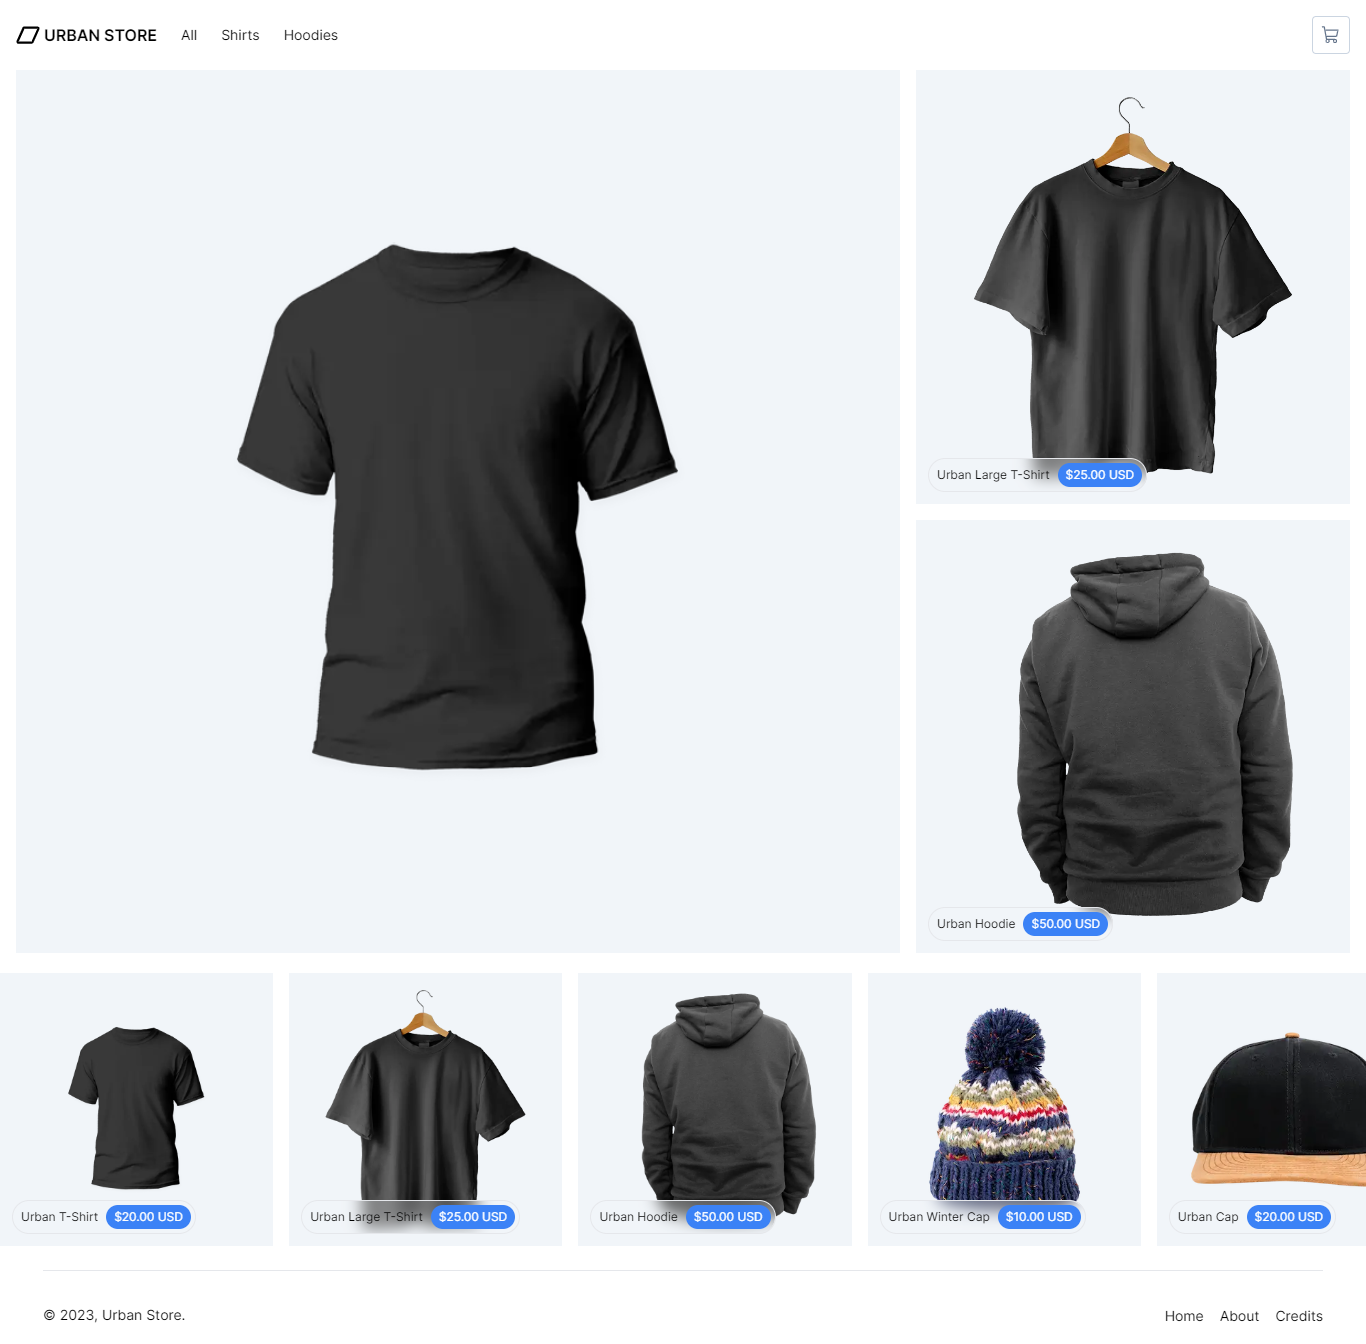 URBAN STORE All Shirts Hoodies
Urban Large T-Shirt $25.00 USD
Urban Hoodie $50.00 USD
Urban T-Shirt $20.00 USD
Urban Large T-Shirt $25.00 USD
Urban Hoodie $50.00 USD
Urban Winter Cap $10.00 USD
Urban Cap $20.00 USD
© 2023, Urban Store.
Home About Credits